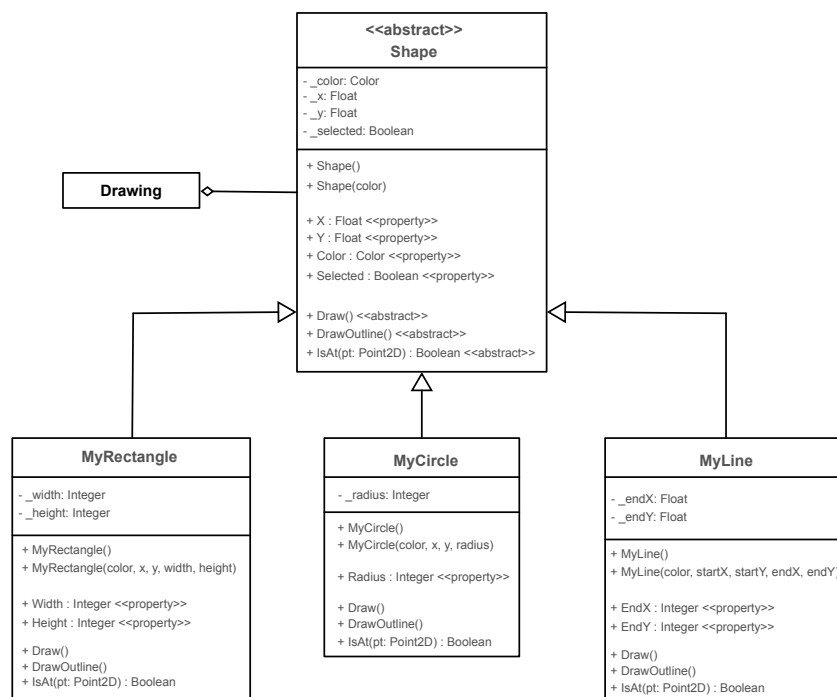 <<abstract>>
Shape
- _color: Color
- _x: Float
- _y: Float
- _selected: Boolean
+ Shape()
+ Shape(color)
+ X : Float <<property>>
+ Y : Float <<property>>
+ Color : Color <<property>>
+ Selected : Boolean <<property>>
+ Draw() <<abstract>>
+ DrawOutline() <<abstract>>
+ IsAt(pt: Point2D) : Boolean <<abstract>>
Drawing
MyRectangle
- _width: Integer
- _height: Integer
+ MyRectangle()
+ MyRectangle(color, x, y, width, height)
+ Width : Integer <<property>>
+ Height : Integer <<property>>
+ Draw()
+ DrawOutline()
+ IsAt(pt: Point2D) : Boolean
MyCircle
- _radius: Integer
+ MyCircle()
+ MyCircle(color, x, y, radius)
+ Radius : Integer <<property>>
+ Draw()
+ DrawOutline()
+ IsAt(pt: Point2D) : Boolean
MyLine
- _endX: Float
- _endY: Float
+ MyLine()
+ MyLine(color, startX, startY, endX, endY)
+ EndX : Integer <<property>>
+ EndY : Integer <<property>>
+ Draw()
+ DrawOutline()
+ IsAt(pt: Point2D) : Boolean